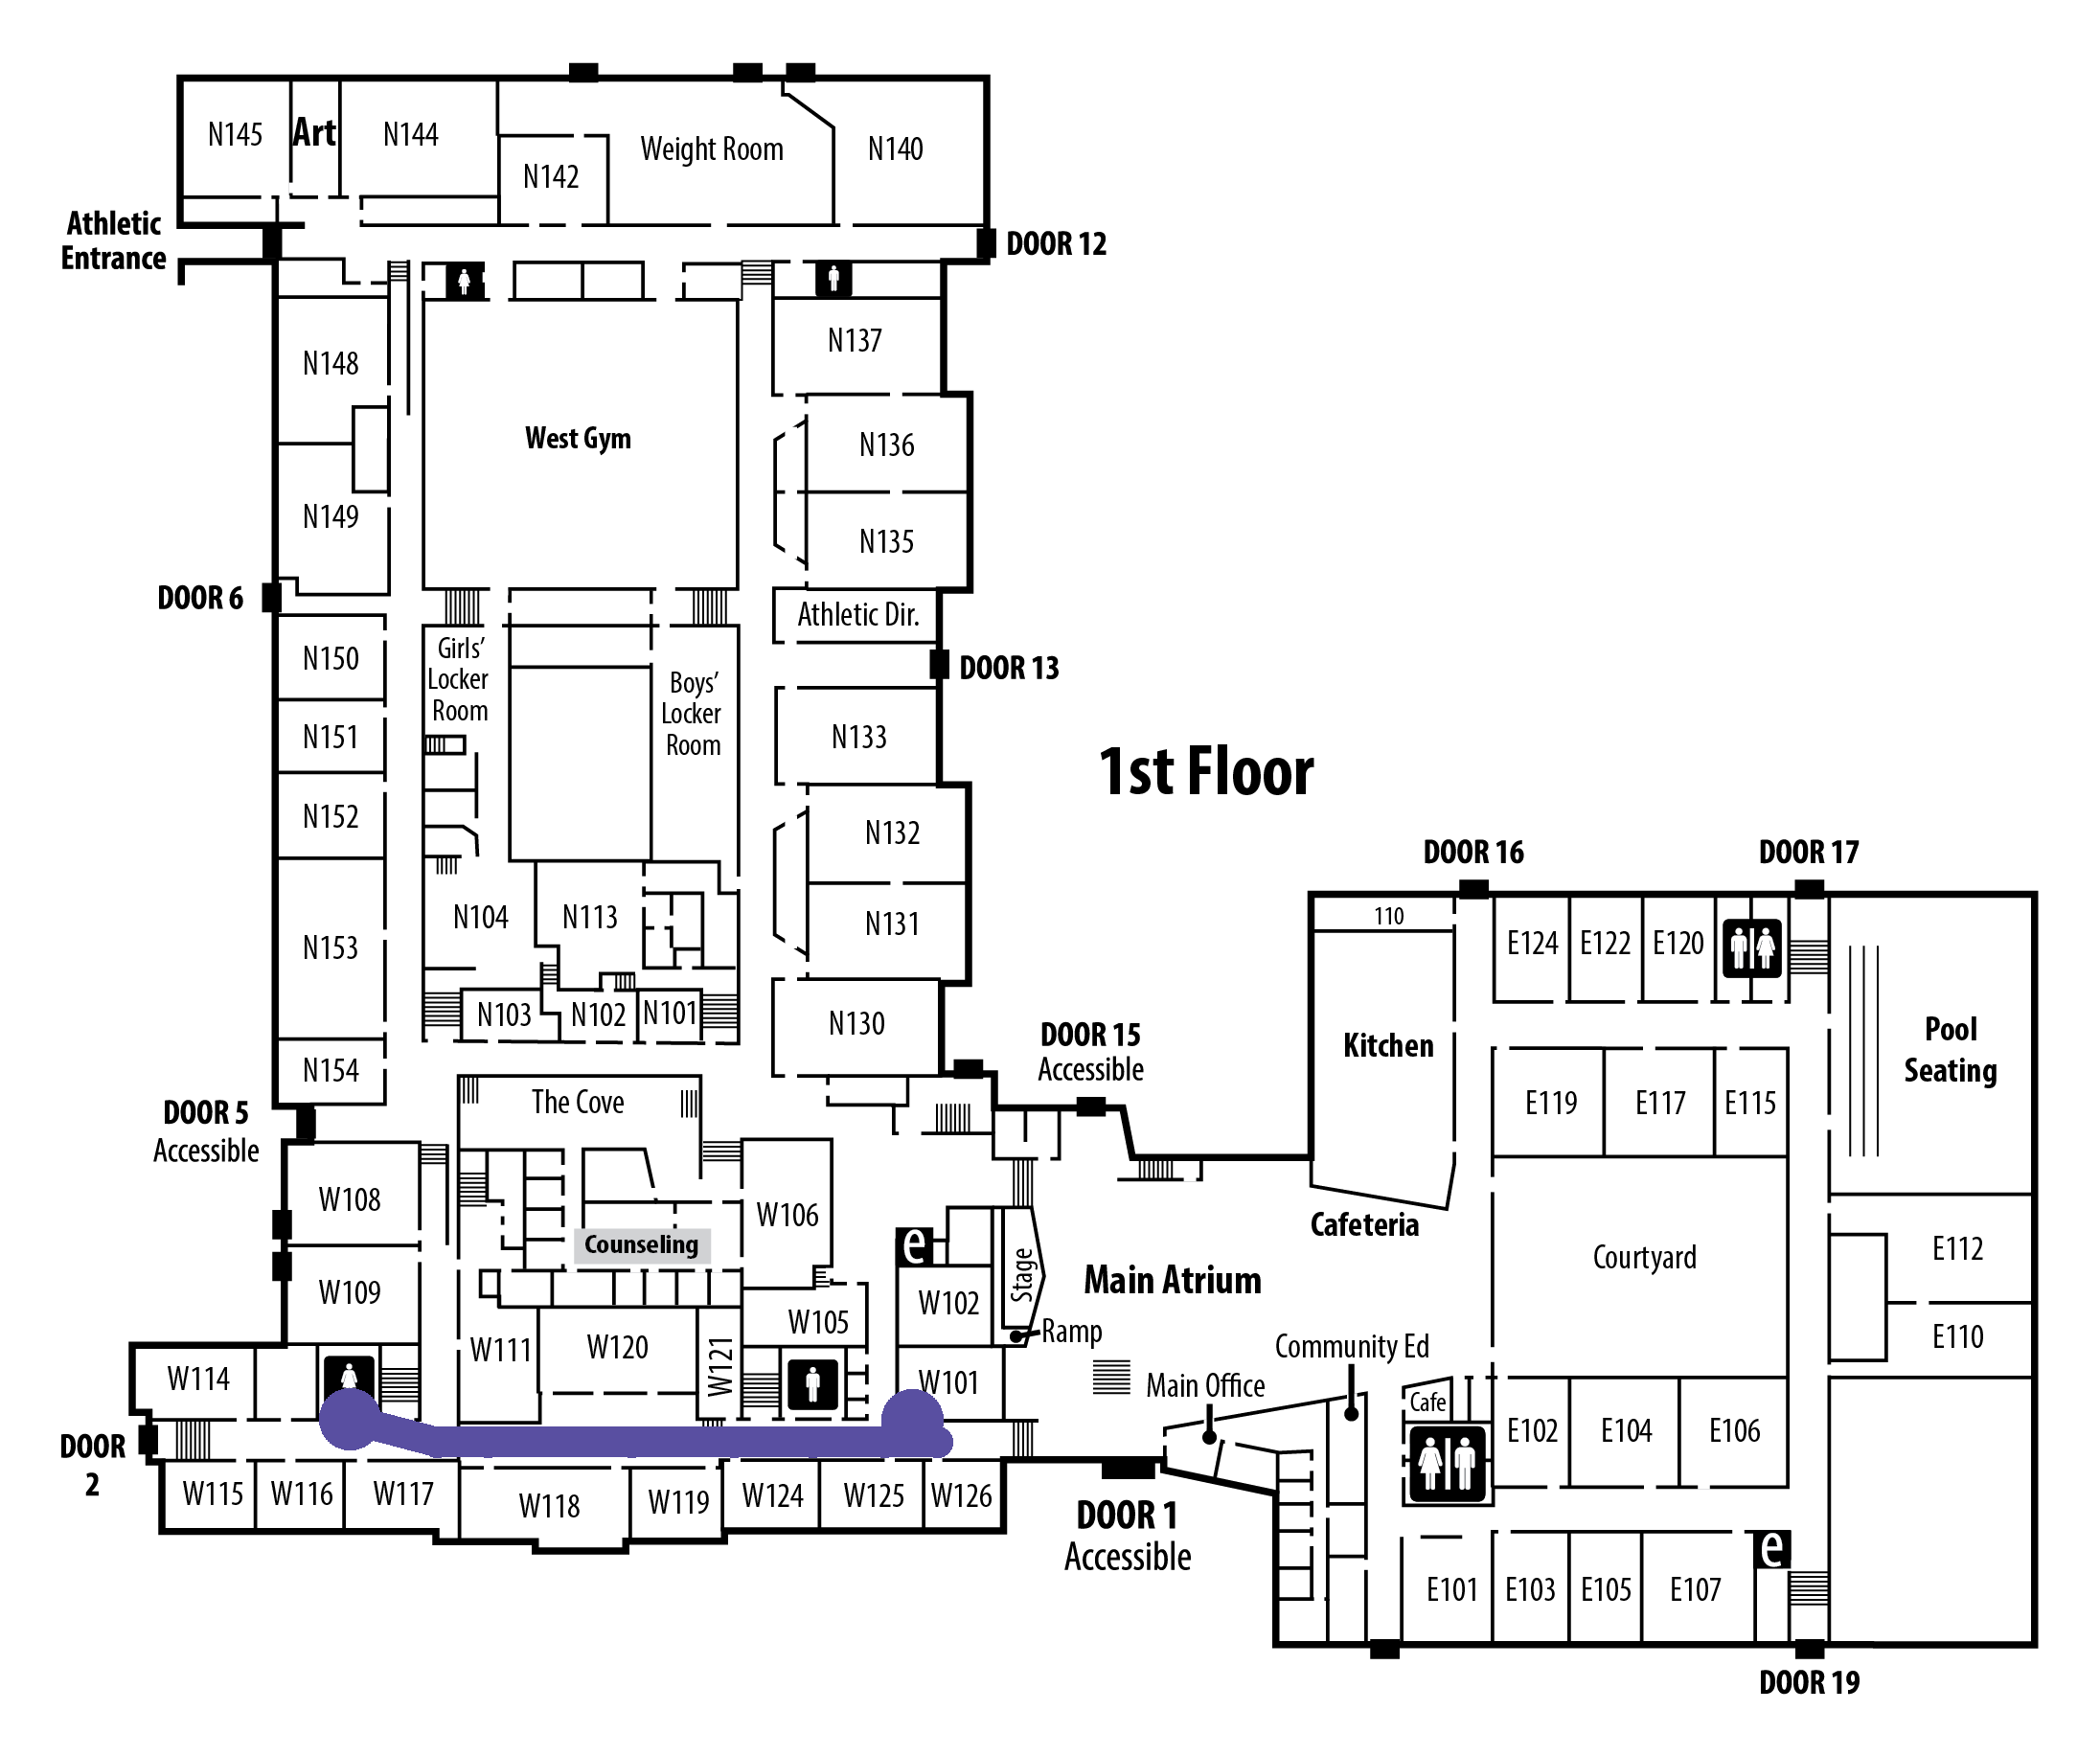 N145
Art
N144
N142
Weight Room
N140
Athletic
Entrance
DOOR 12
N148
N137
West Gym
N136
N149
N135
DOOR 6
Athletic Dir.
N150
Girls'
Locker
Room
Boys'
Locker
Room
DOOR 13
N151
N133
1st Floor
N152
N132
DOOR 16
DOOR 17
N153
N104
N113
N131
110
E124
E122
E120
N103
N102
N101
N130
DOOR 15
Accessible
Kitchen
Pool
Seating
N154
The Cove
E119
E117
E115
DOOR 5
Accessible
W108
W106
Cafeteria
Counseling
e
Courtyard
E112
W109
Stage
Main Atrium
W102
W105
Ramp
E110
W111
W120
W121
Community Ed
W114
W101
Main Office
Cafe
DOOR
2
E102
E104
E106
W115
W116
W117
W118
W119
W124
W125
W126
DOOR 1
Accessible
e
E101
E103
E105
E107
DOOR 19